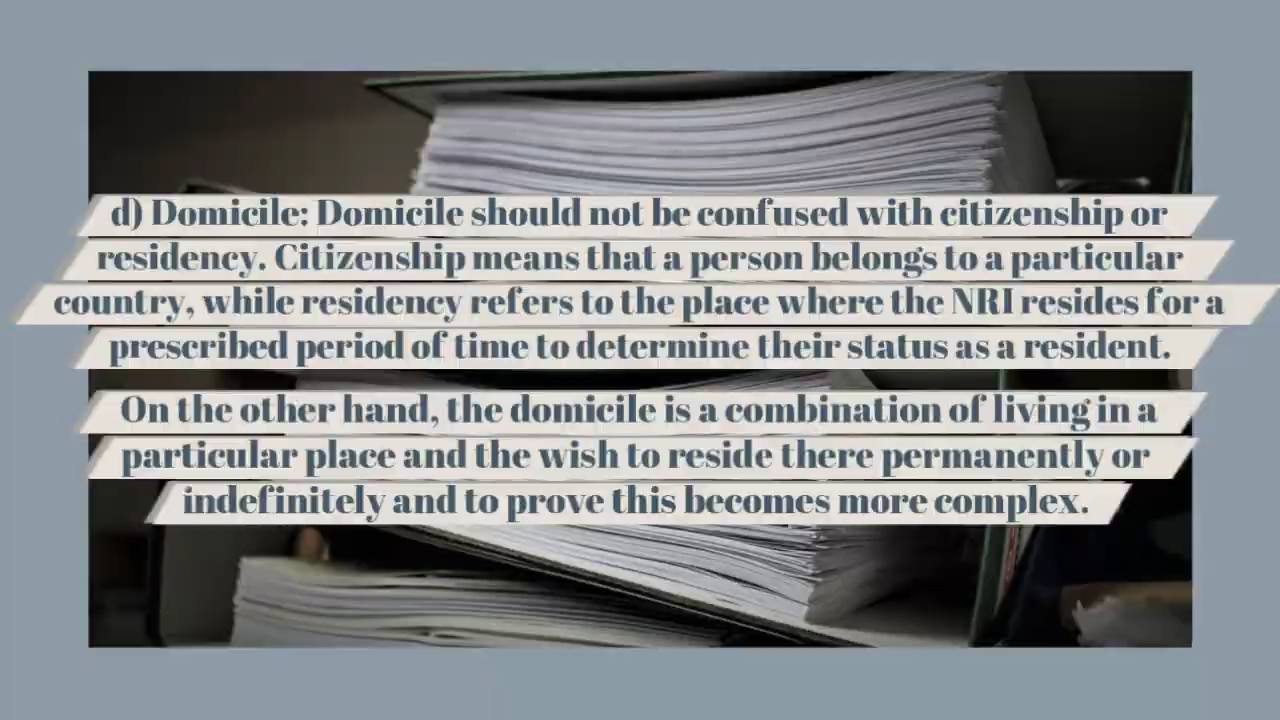 d) Domicile: Domicile should not be confused with citizenship or
residency. Citizenship means that a person belongs to a particular
country, while residency refers to the place where the NRI resides for a
prescribed period of time to determine their status as a resident.
On the other hand, the domicile is a combination of living in a
particular place and the wish to reside there permanently or
indefinitely and to prove this becomes more complex.